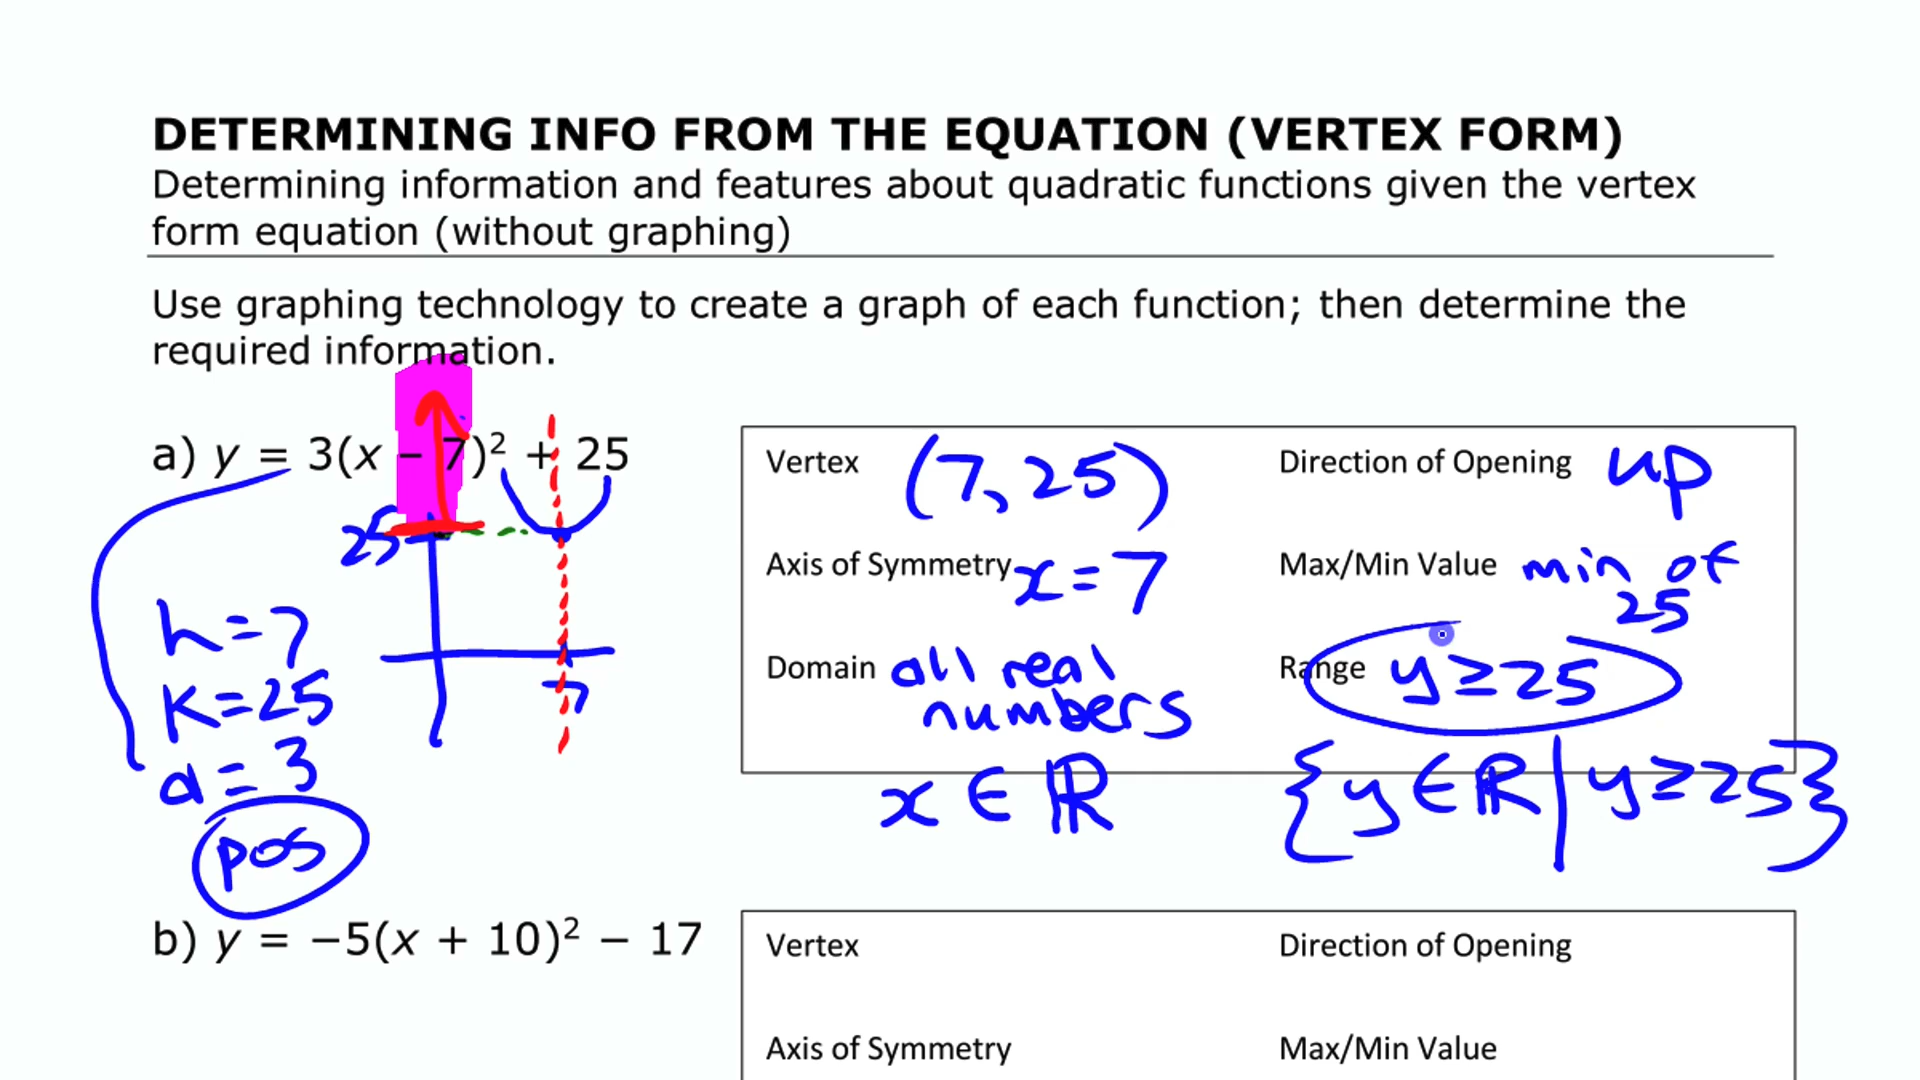 DETERMINING INFO FROM THE EQUATION (VERTEX FORM)
Determining information and features about quadratic functions given the vertex
form equation (without graphing)
Use graphing technology to create a graph of each function; then determine the
required information.
a) y = 3(x − 7)² + 25
25
7
h=7
K=25
a=3
pos
Vertex (7,25)
Direction of Opening up
Axis of Symmetry x=7
Max/Min Value min of
25
Domain all real
numbers
x ∈ ℝ
Range y≥25
{y∈ℝ | y≥25}
b) y = −5(x + 10)² − 17
Vertex
Direction of Opening
Axis of Symmetry
Max/Min Value